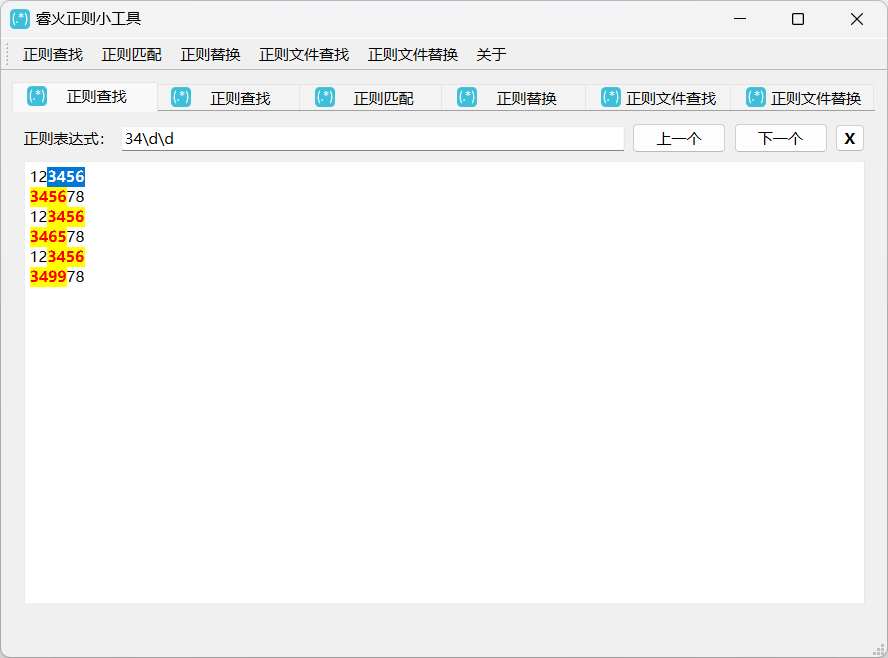 (.*) 睿火正则小工具
正则查找 正则匹配 正则替换 正则文件查找 正则文件替换 关于
(.*) 正则查找 (.*) 正则查找 (.*) 正则匹配 (.*) 正则替换 (.*) 正则文件查找 (.*) 正则文件替换
正则表达式： 34\d\d 上一个 下一个 X
123456
345678
123456
346578
123456
349978